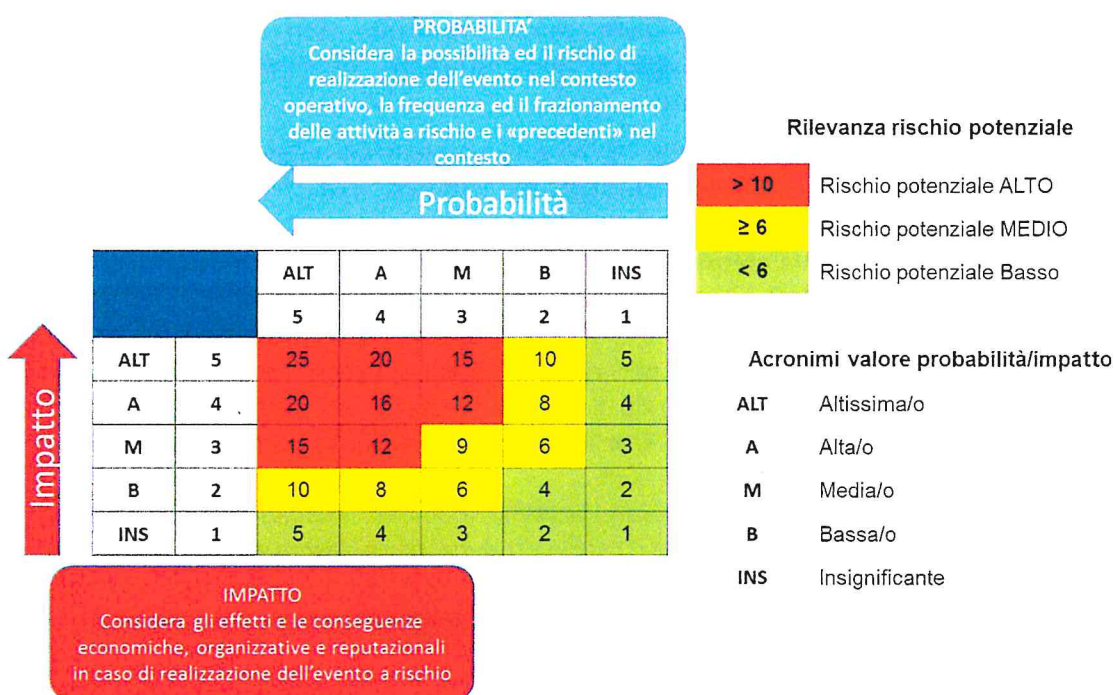 PROBABILITA'
Considera la possibilità ed il rischio di
realizzazione dell'evento nel contesto
operativo, la frequenza ed il frazionamento
delle attività a rischio e i «precedenti» nel
contesto
Probabilità
Rilevanza rischio potenziale
> 10 Rischio potenziale ALTO
≥ 6 Rischio potenziale MEDIO
< 6 Rischio potenziale Basso
ALT A M B INS
5 4 3 2 1
ALT 5 25 20 15 10 5
A 4 20 16 12 8 4
M 3 15 12 9 6 3
B 2 10 8 6 4 2
INS 1 5 4 3 2 1
Impatto
Acronimi valore probabilità/impatto
ALT Altissima/o
A Alta/o
M Media/o
B Bassa/o
INS Insignificante
IMPATTO
Considera gli effetti e le conseguenze
economiche, organizzative e reputazionali
in caso di realizzazione dell'evento a rischio